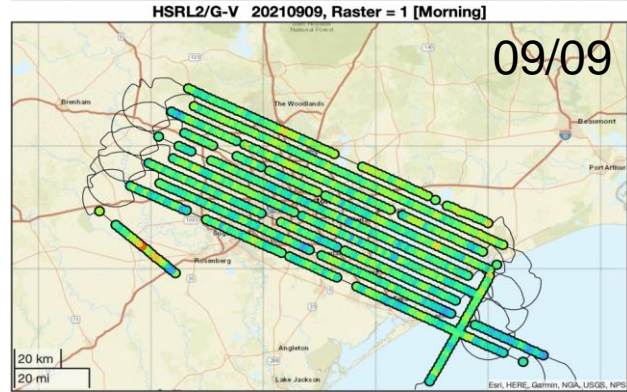 HSRL2/G-V 20210909, Raster = 1 [Morning]
09/09
National Forest
Brenham
The Woodlands
Beaumont
Port Arthur
Rosenberg
Angleton
Lake Jackson
20 km
20 mi
Esri, HERE, Garmin, NGA, USGS, NPS